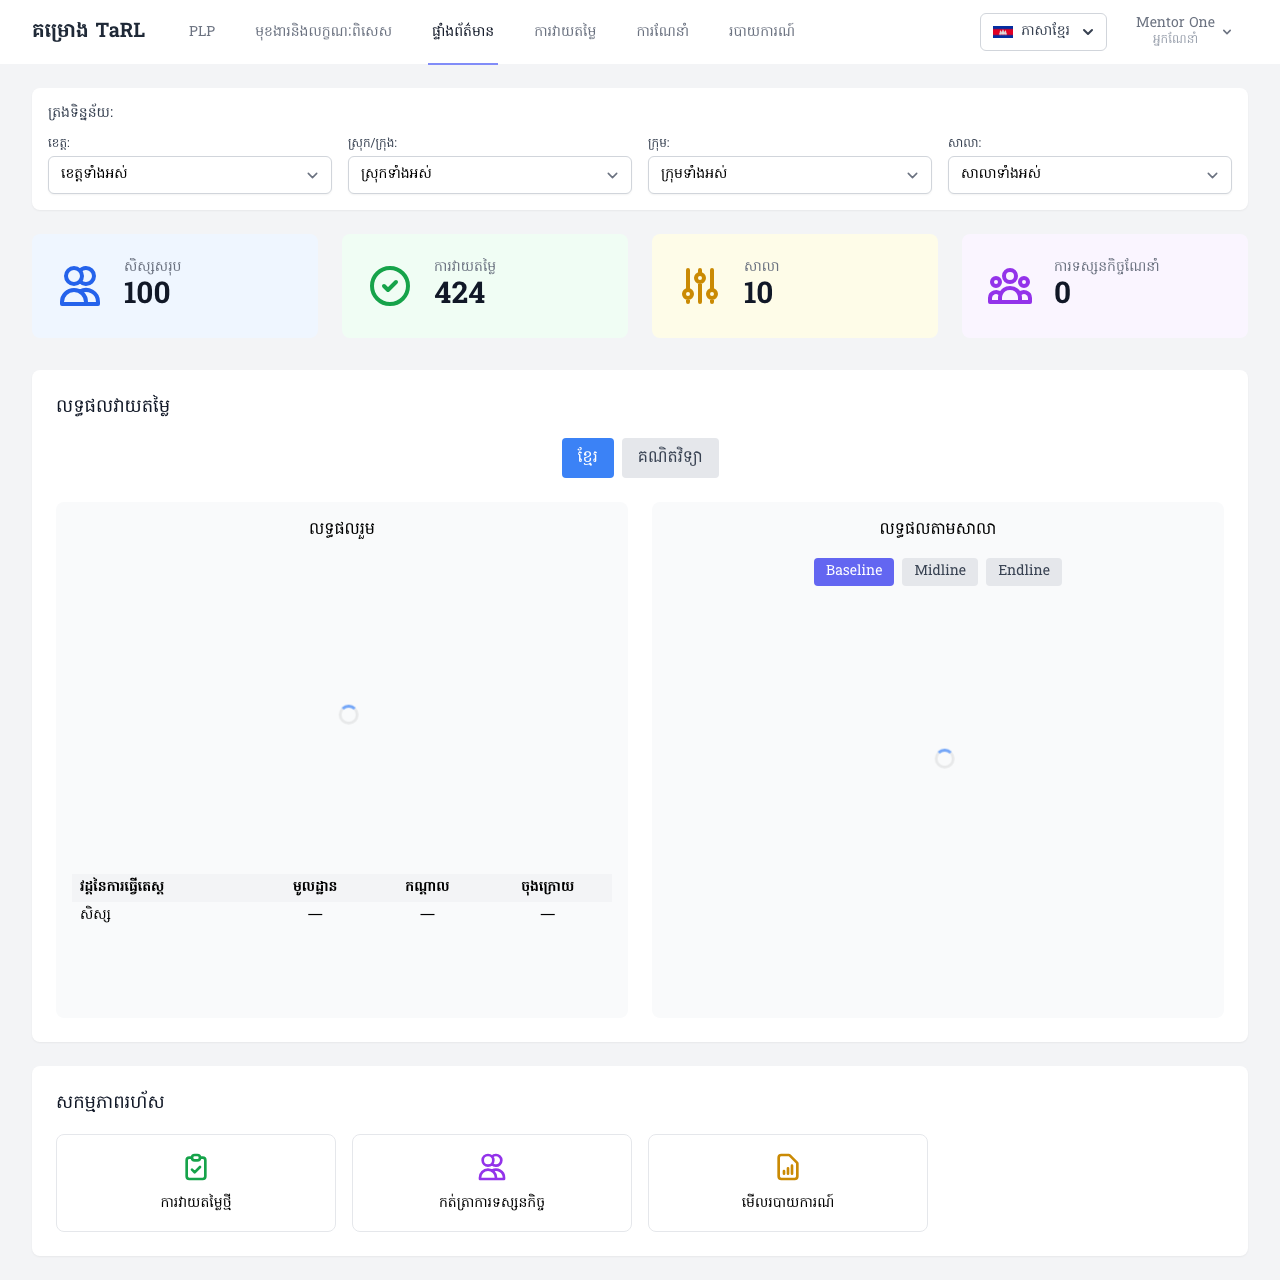 គម្រោង TaRL
PLP
មុខងារនិងលក្ខណៈពិសេស
ផ្ទាំងព័ត៌មាន
ការវាយតម្លៃ
ការណែនាំ
របាយការណ៍
ភាសាខ្មែរ
Mentor One
អ្នកណែនាំ
ត្រងទិន្នន័យ:
ខេត្ត:
ស្រុក/ក្រុង:
ក្រុម:
សាលា:
ខេត្តទាំងអស់
ស្រុកទាំងអស់
ក្រុមទាំងអស់
សាលាទាំងអស់
សិស្សសរុប
100
ការវាយតម្លៃ
424
សាលា
10
ការទស្សនកិច្ចណែនាំ
0
លទ្ធផលវាយតម្លៃ
ខ្មែរ
គណិតវិទ្យា
លទ្ធផលរួម
លទ្ធផលតាមសាលា
Baseline
Midline
Endline
វដ្តនៃការធ្វើតេស្ត
មូលដ្ឋាន
កណ្តាល
ចុងក្រោយ
សិស្ស
—
—
—
សកម្មភាពរហ័ស
ការវាយតម្លៃថ្មី
កត់ត្រាការទស្សនកិច្ច
មើលរបាយការណ៍